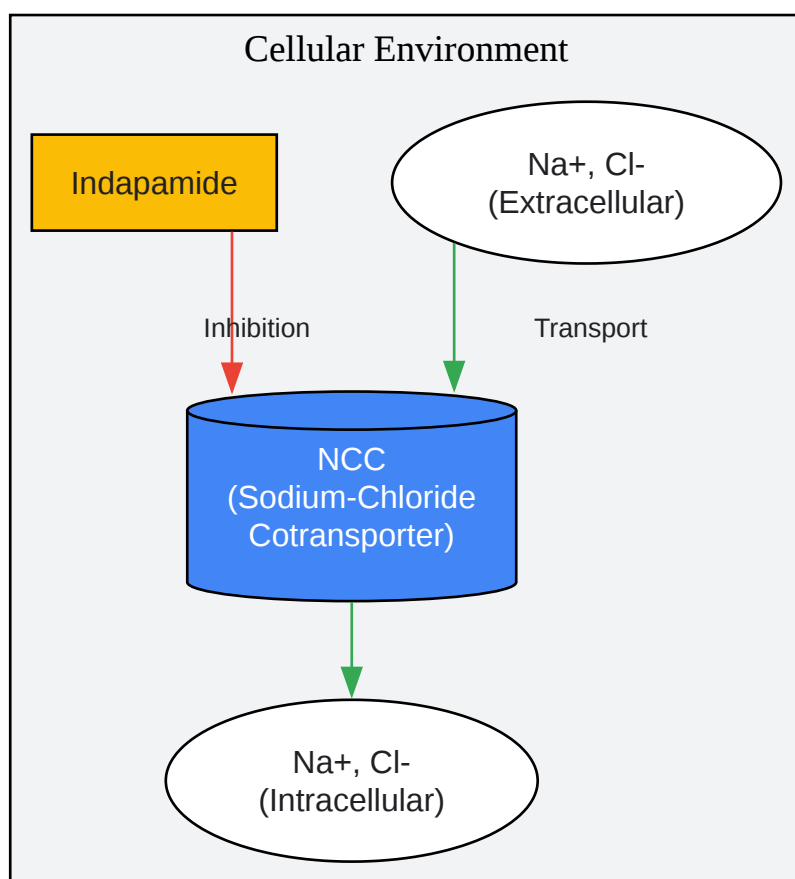 Cellular Environment
Indapamide
Na+, Cl-
(Extracellular)
Inhibition
Transport
NCC
(Sodium-Chloride
Cotransporter)
Na+, Cl-
(Intracellular)